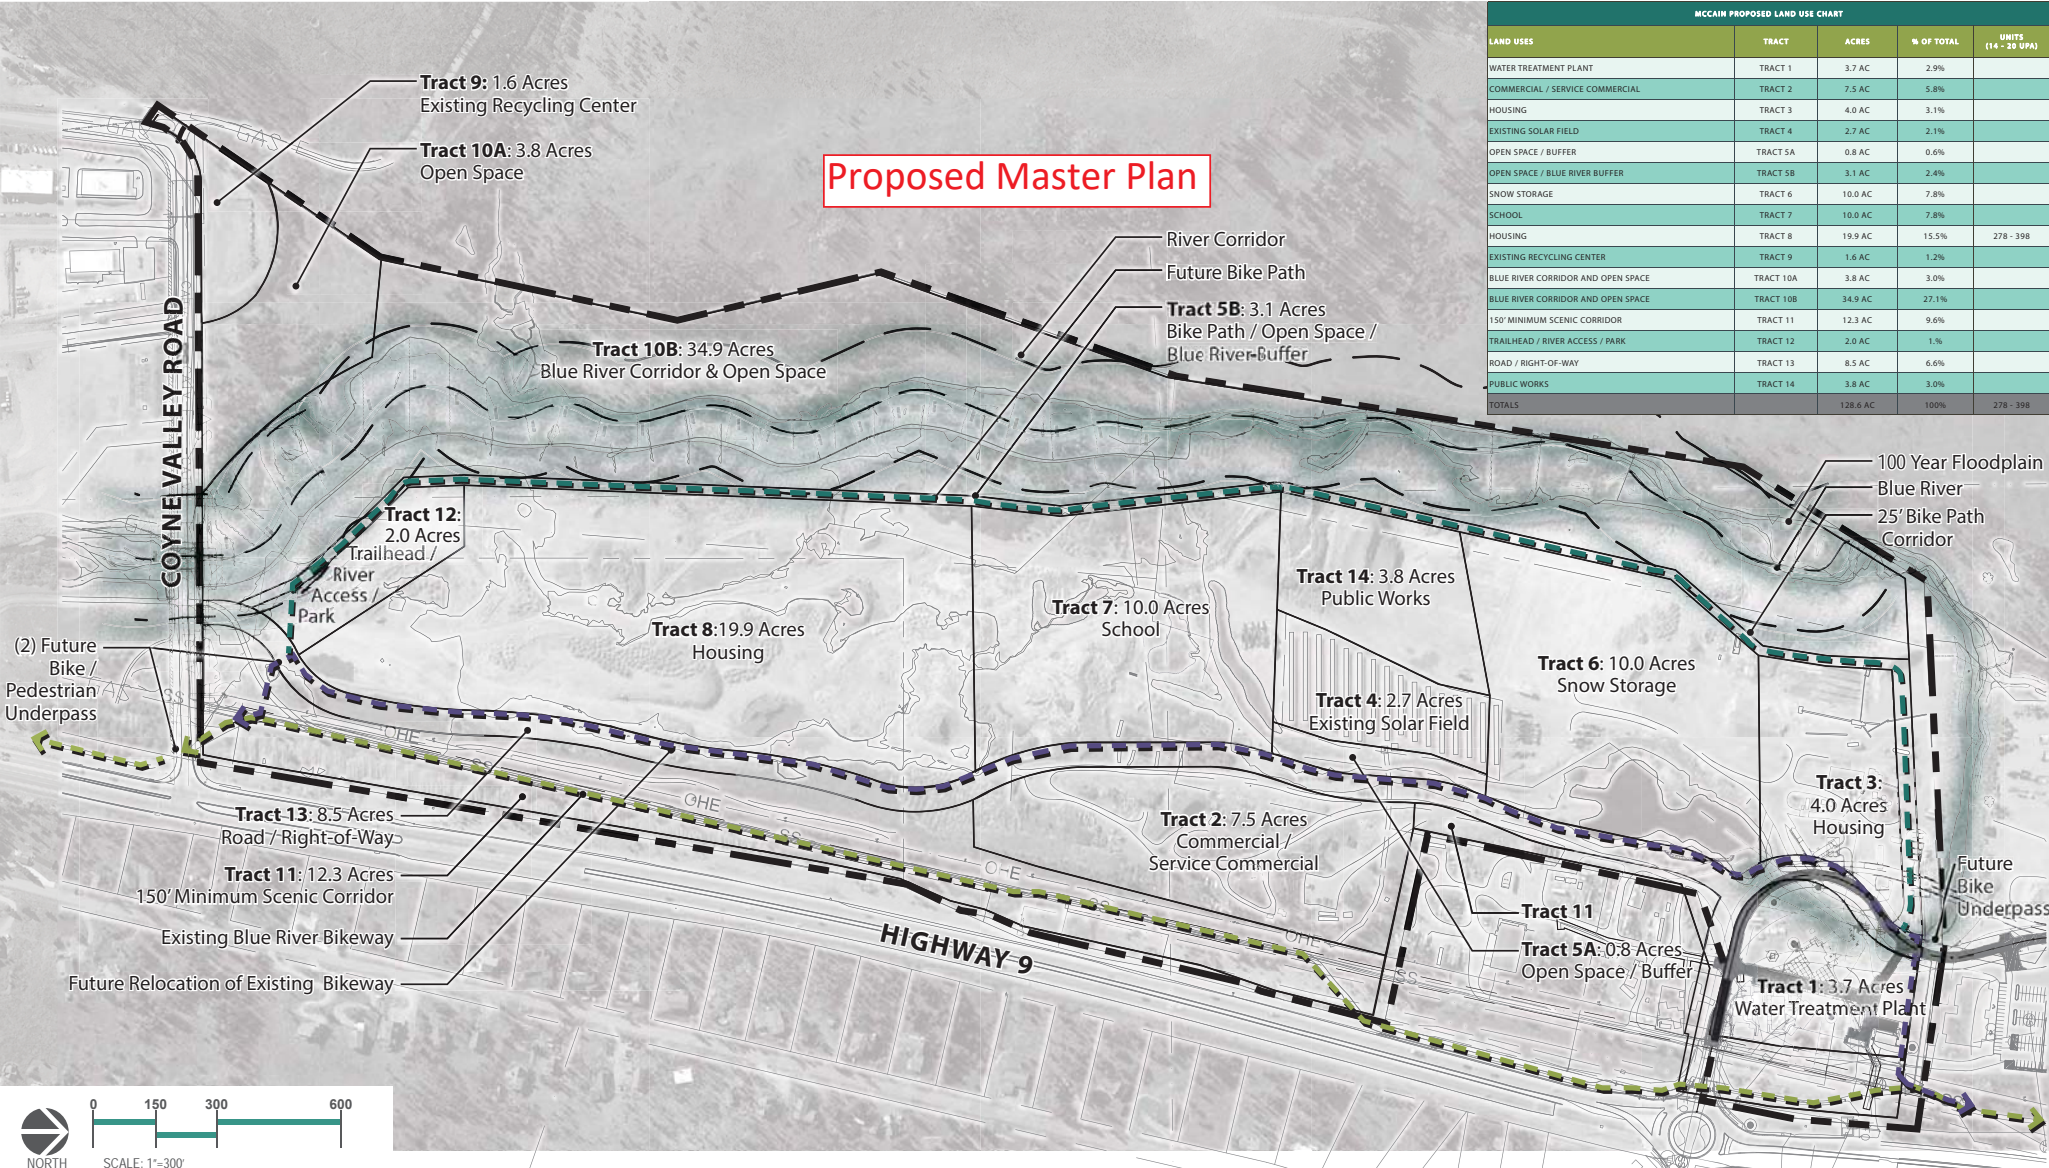 MCCAIN PROPOSED LAND USE CHART
LAND USES TRACT ACRES % OF TOTAL UNITS (14 - 20 UPA)
WATER TREATMENT PLANT TRACT 1 3.7 AC 2.9%
COMMERCIAL / SERVICE COMMERCIAL TRACT 2 7.5 AC 5.8%
HOUSING TRACT 3 4.0 AC 3.1%
EXISTING SOLAR FIELD TRACT 4 2.7 AC 2.1%
OPEN SPACE / BUFFER TRACT 5A 0.8 AC 0.6%
OPEN SPACE / BLUE RIVER BUFFER TRACT 5B 3.1 AC 2.4%
SNOW STORAGE TRACT 6 10.0 AC 7.8%
SCHOOL TRACT 7 10.0 AC 7.8%
HOUSING TRACT 8 19.9 AC 15.5% 278 - 398
EXISTING RECYCLING CENTER TRACT 9 1.6 AC 1.2%
BLUE RIVER CORRIDOR AND OPEN SPACE TRACT 10A 3.8 AC 3.0%
BLUE RIVER CORRIDOR AND OPEN SPACE TRACT 10B 34.9 AC 27.1%
150' MINIMUM SCENIC CORRIDOR TRACT 11 12.3 AC 9.6%
TRAILHEAD / RIVER ACCESS / PARK TRACT 12 2.0 AC 1.%
ROAD / RIGHT-OF-WAY TRACT 13 8.5 AC 6.6%
PUBLIC WORKS TRACT 14 3.8 AC 3.0%
TOTALS 128.6 AC 100% 278 - 398
Tract 9: 1.6 Acres
Existing Recycling Center
GAS
GAS
Tract 10A: 3.8 Acres
Open Space
Proposed Master Plan
River Corridor
Future Bike Path
Tract 5B: 3.1 Acres
Bike Path / Open Space /
Blue River Buffer
Tract 10B: 34.9 Acres
Blue River Corridor & Open Space
COYNE VALLEY ROAD
100 Year Floodplain
Blue River
25' Bike Path
Corridor
Tract 12:
2.0 Acres
Trailhead /
River
Access /
Park
Tract 14: 3.8 Acres
Public Works
Tract 7: 10.0 Acres
School
Tract 8:19.9 Acres
Housing
Tract 6: 10.0 Acres
Snow Storage
Tract 4: 2.7 Acres
Existing Solar Field
(2) Future
Bike /
Pedestrian
Underpass
SS
OHE
SS
OHE
SS
OHE
SS
OHE
SS
Tract 3:
4.0 Acres
Housing
Tract 13: 8.5 Acres
Road / Right-of-Way
Tract 2: 7.5 Acres
Commercial /
Service Commercial
Tract 11: 12.3 Acres
150' Minimum Scenic Corridor
Future
Bike
Underpass
Tract 11
Existing Blue River Bikeway
HIGHWAY 9
Tract 5A: 0.8 Acres
Open Space / Buffer
Future Relocation of Existing Bikeway
Tract 1: 3.7 Acres
Water Treatment Plant
0 150 300 600
NORTH
SCALE: 1"=300'